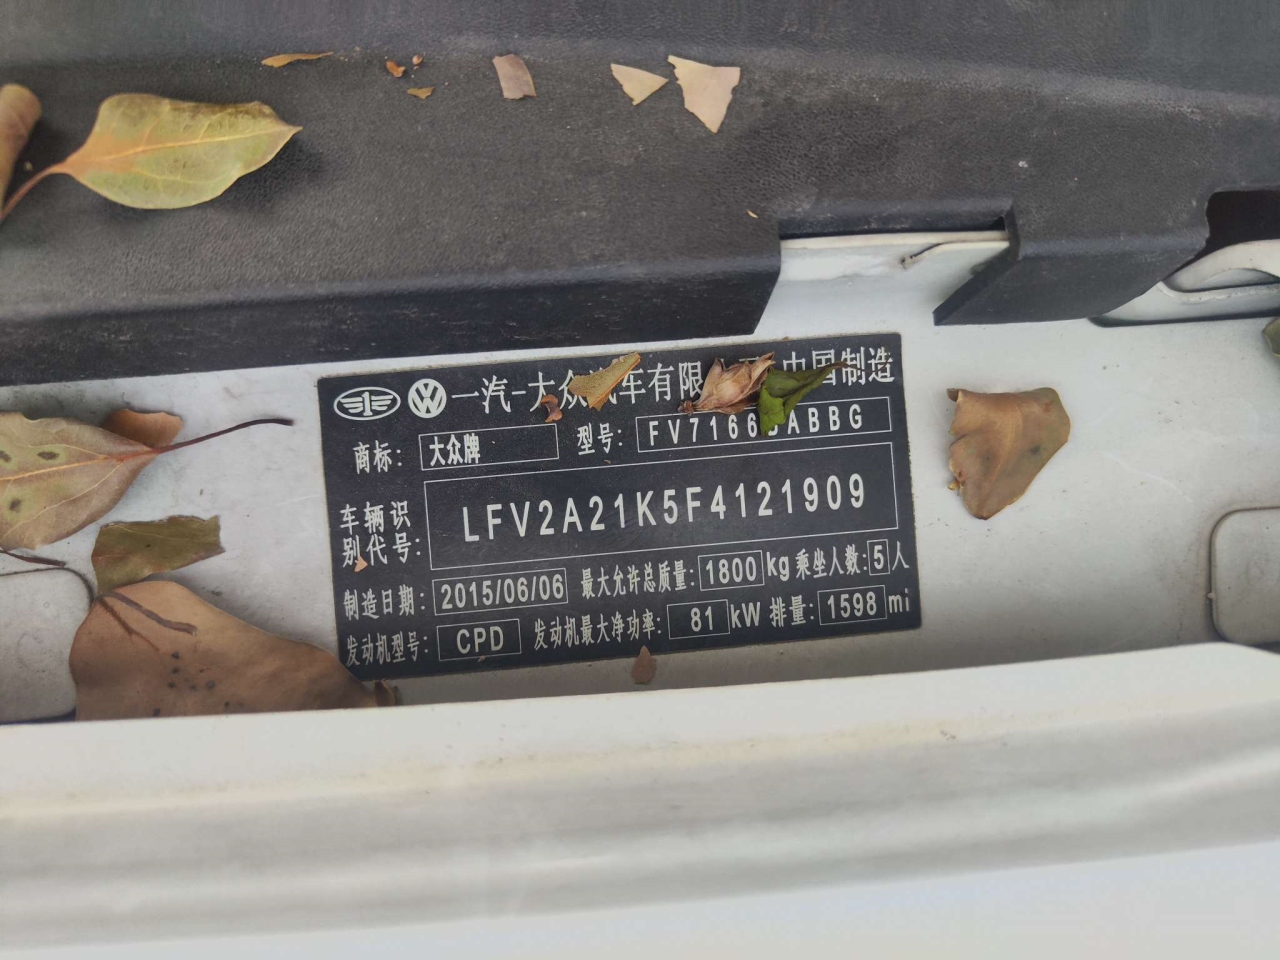 一汽-大众汽车有限 中国制造
商标: 大众牌 型号: FV7166 ABBG
车辆识别代号: LFV2A21K5F4121909
制造日期: 2015/06/06 最大允许总质量: 1800 kg 乘坐人数: 5 人
发动机型号: CPD 发动机最大净功率: 81 kW 排量: 1598 ml